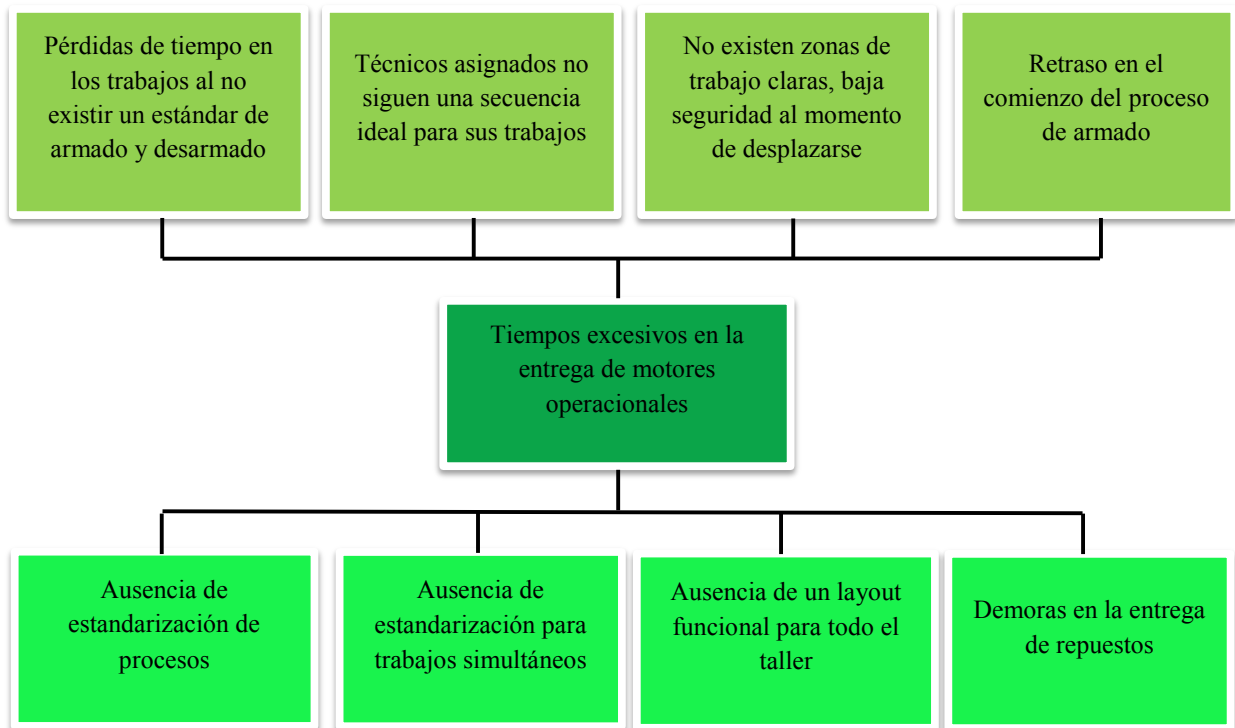 Pérdidas de tiempo en
los trabajos al no
existir un estándar de
armado y desarmado
Técnicos asignados no
siguen una secuencia
ideal para sus trabajos
No existen zonas de
trabajo claras, baja
seguridad al momento
de desplazarse
Retraso en el
comienzo del proceso
de armado
Tiempos excesivos en la
entrega de motores
operacionales
Ausencia de
estandarización de
procesos
Ausencia de
estandarización para
trabajos simultáneos
Ausencia de un layout
funcional para todo el
taller
Demoras en la entrega
de repuestos